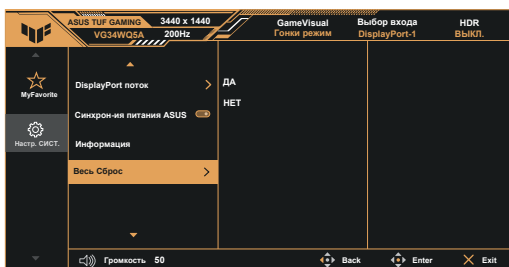 ASUS TUF GAMING 3440 x 1440
VG34WQ5A 200Hz
GameVisual
Гонки режим
Выбор входа
DisplayPort-1
HDR
ВЫКЛ.
MyFavorite
Настр. СИСТ.
DisplayPort поток
Синхрон-ия питания ASUS
Информация
Весь Сброс
ДА
НЕТ
Громкость 50
Back
Enter
Exit